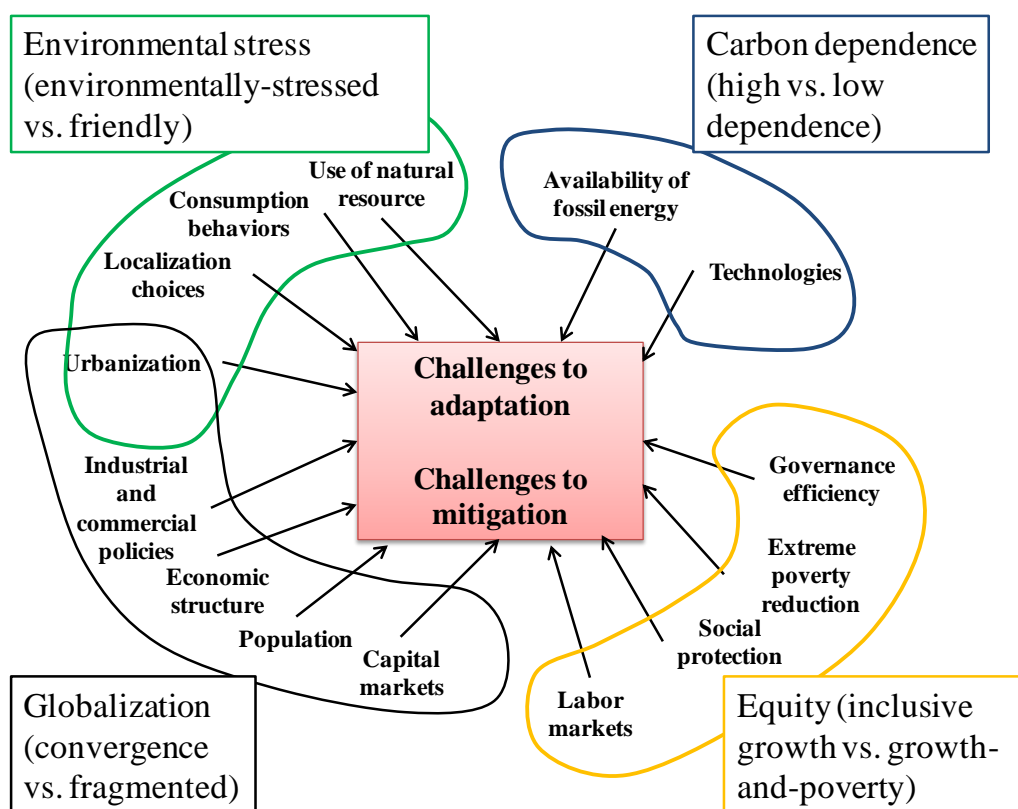 Environmental stress
(environmentally-stressed
vs. friendly)
Carbon dependence
(high vs. low
dependence)
Use of natural
resource
Consumption
behaviors
Localization
choices
Urbanization
Availability of
fossil energy
Technologies
Challenges to
adaptation
Challenges to
mitigation
Industrial
and
commercial
policies
Economic
structure
Population
Capital
markets
Governance
efficiency
Extreme
poverty
reduction
Social
protection
Labor
markets
Globalization
(convergence
vs. fragmented)
Equity (inclusive
growth vs. growth-
and-poverty)